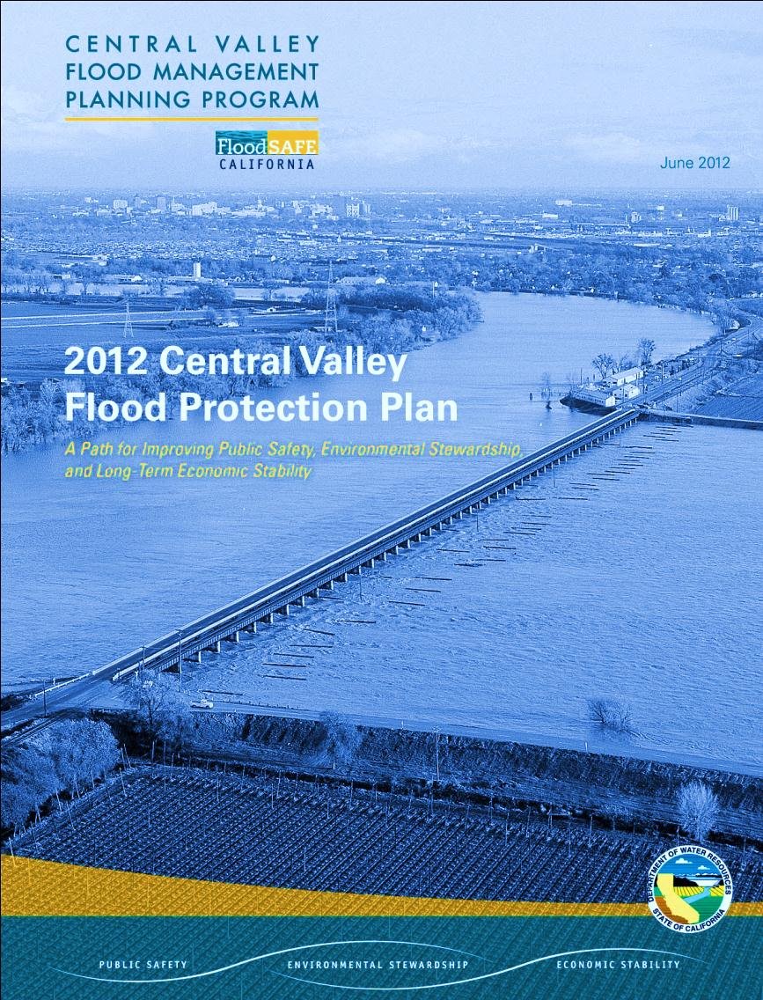 CENTRAL VALLEY
FLOOD MANAGEMENT
PLANNING PROGRAM
FloodSAFE
CALIFORNIA
June 2012
2012 Central Valley
Flood Protection Plan
A Path for Improving Public Safety, Environmental Stewardship,
and Long-Term Economic Stability
DEPARTMENT OF WATER RESOURCES
STATE OF CALIFORNIA
PUBLIC SAFETY ENVIRONMENTAL STEWARDSHIP ECONOMIC STABILITY